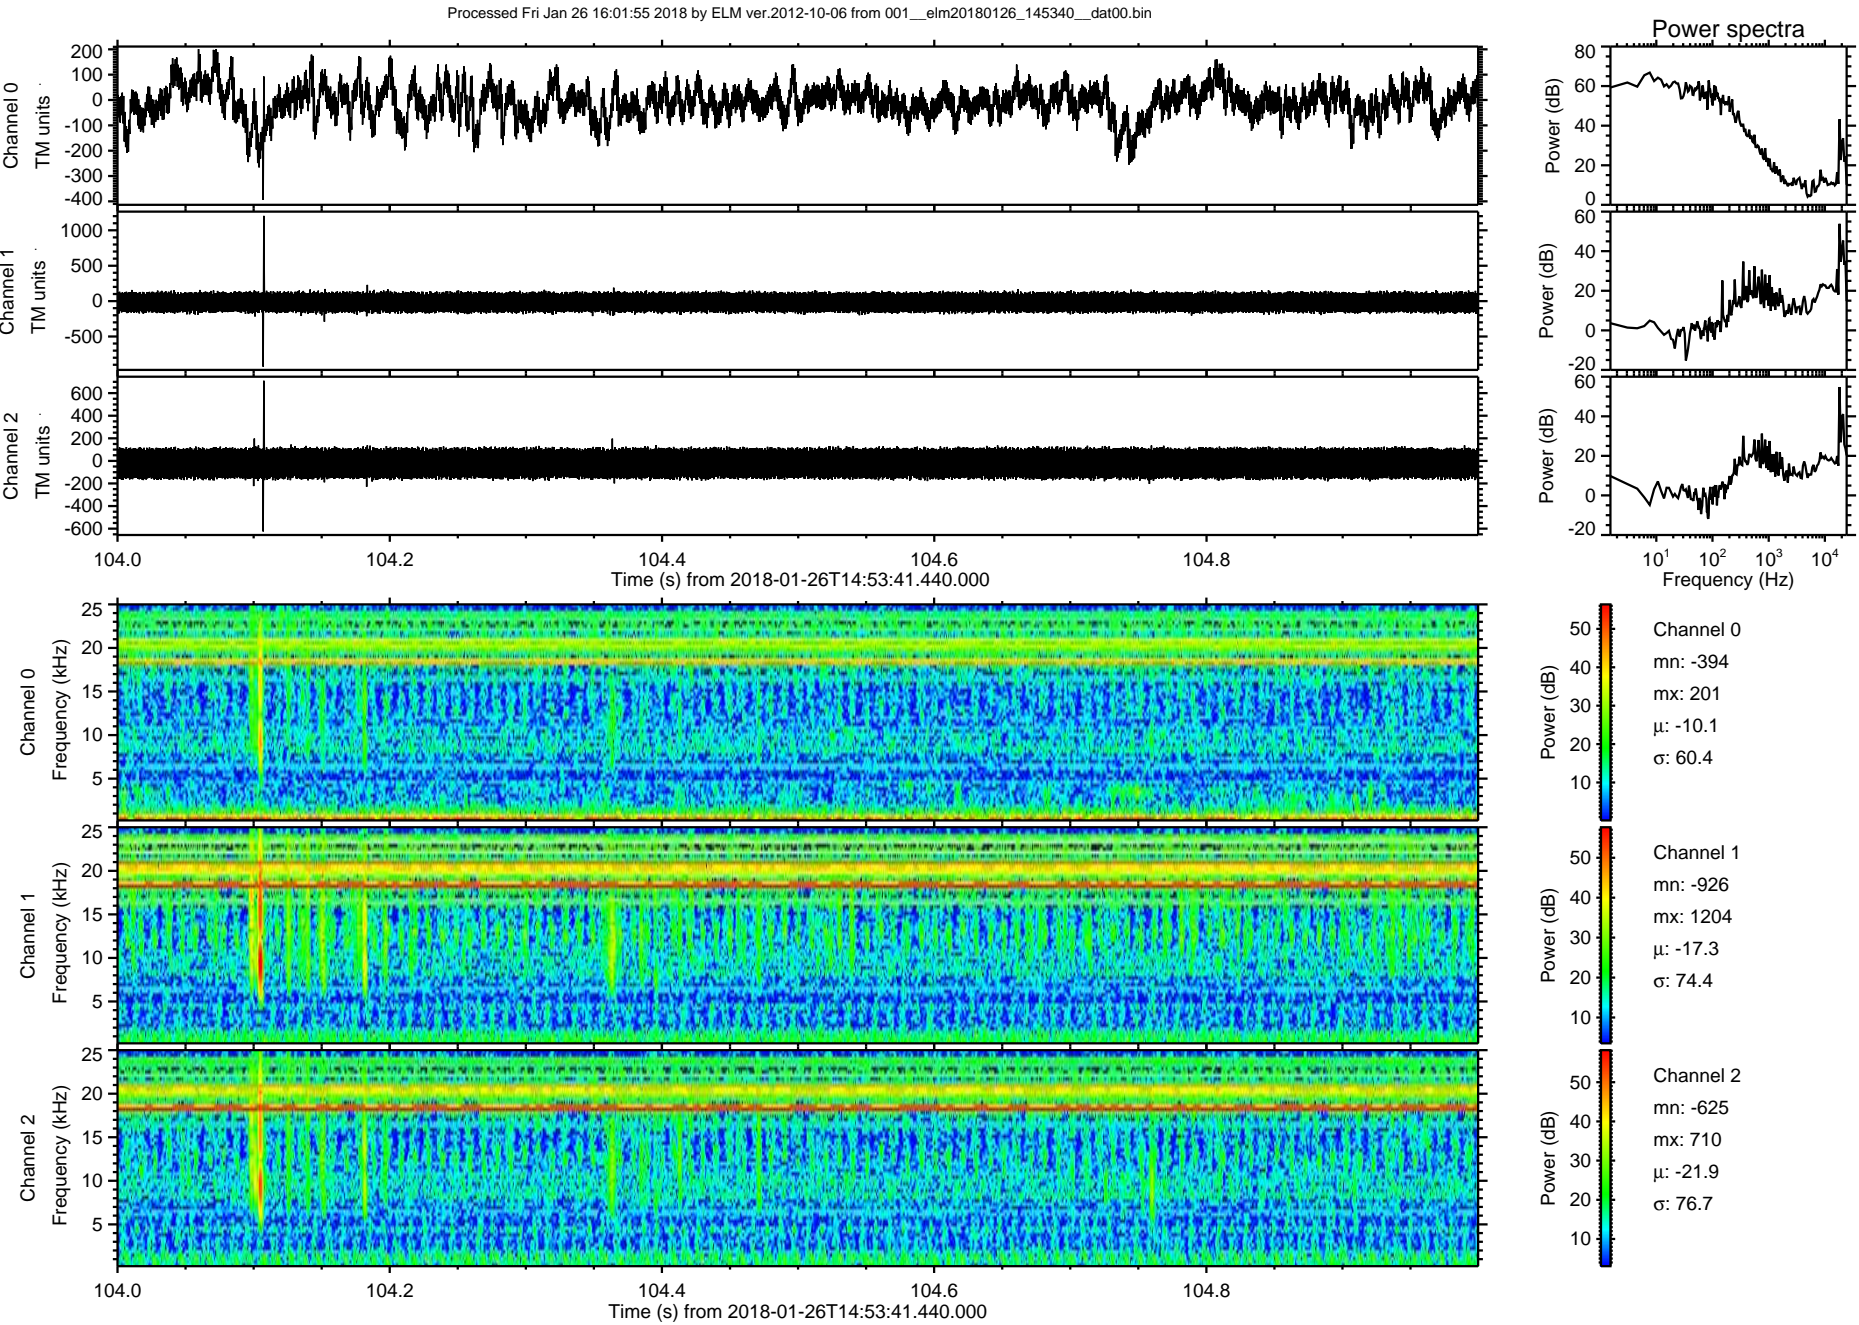 Processed Fri Jan 26 16:01:55 2018 by ELM ver.2012-10-06 from 001__elm20180126_145340__dat00.bin
Power spectra
Channel 0
TM units
200
100
0
-100
-200
-300
-400
Power (dB)
80
60
40
20
0
Channel 1
TM units
1000
500
0
-500
Power (dB)
60
40
20
0
-20
Channel 2
TM units
600
400
200
0
-200
-400
-600
Power (dB)
60
40
20
0
-20
104.0 104.2 104.4 104.6 104.8
Time (s) from 2018-01-26T14:53:41.440.000
10¹ 10² 10³ 10⁴
Frequency (Hz)
Channel 0
Frequency (kHz)
25
20
15
10
5
Power (dB)
50
40
30
20
10
Channel 0
mn: -394
mx: 201
µ: -10.1
σ: 60.4
Channel 1
Frequency (kHz)
25
20
15
10
5
Power (dB)
50
40
30
20
10
Channel 1
mn: -926
mx: 1204
µ: -17.3
σ: 74.4
Channel 2
Frequency (kHz)
25
20
15
10
5
Power (dB)
50
40
30
20
10
Channel 2
mn: -625
mx: 710
µ: -21.9
σ: 76.7
104.0 104.2 104.4 104.6 104.8
Time (s) from 2018-01-26T14:53:41.440.000